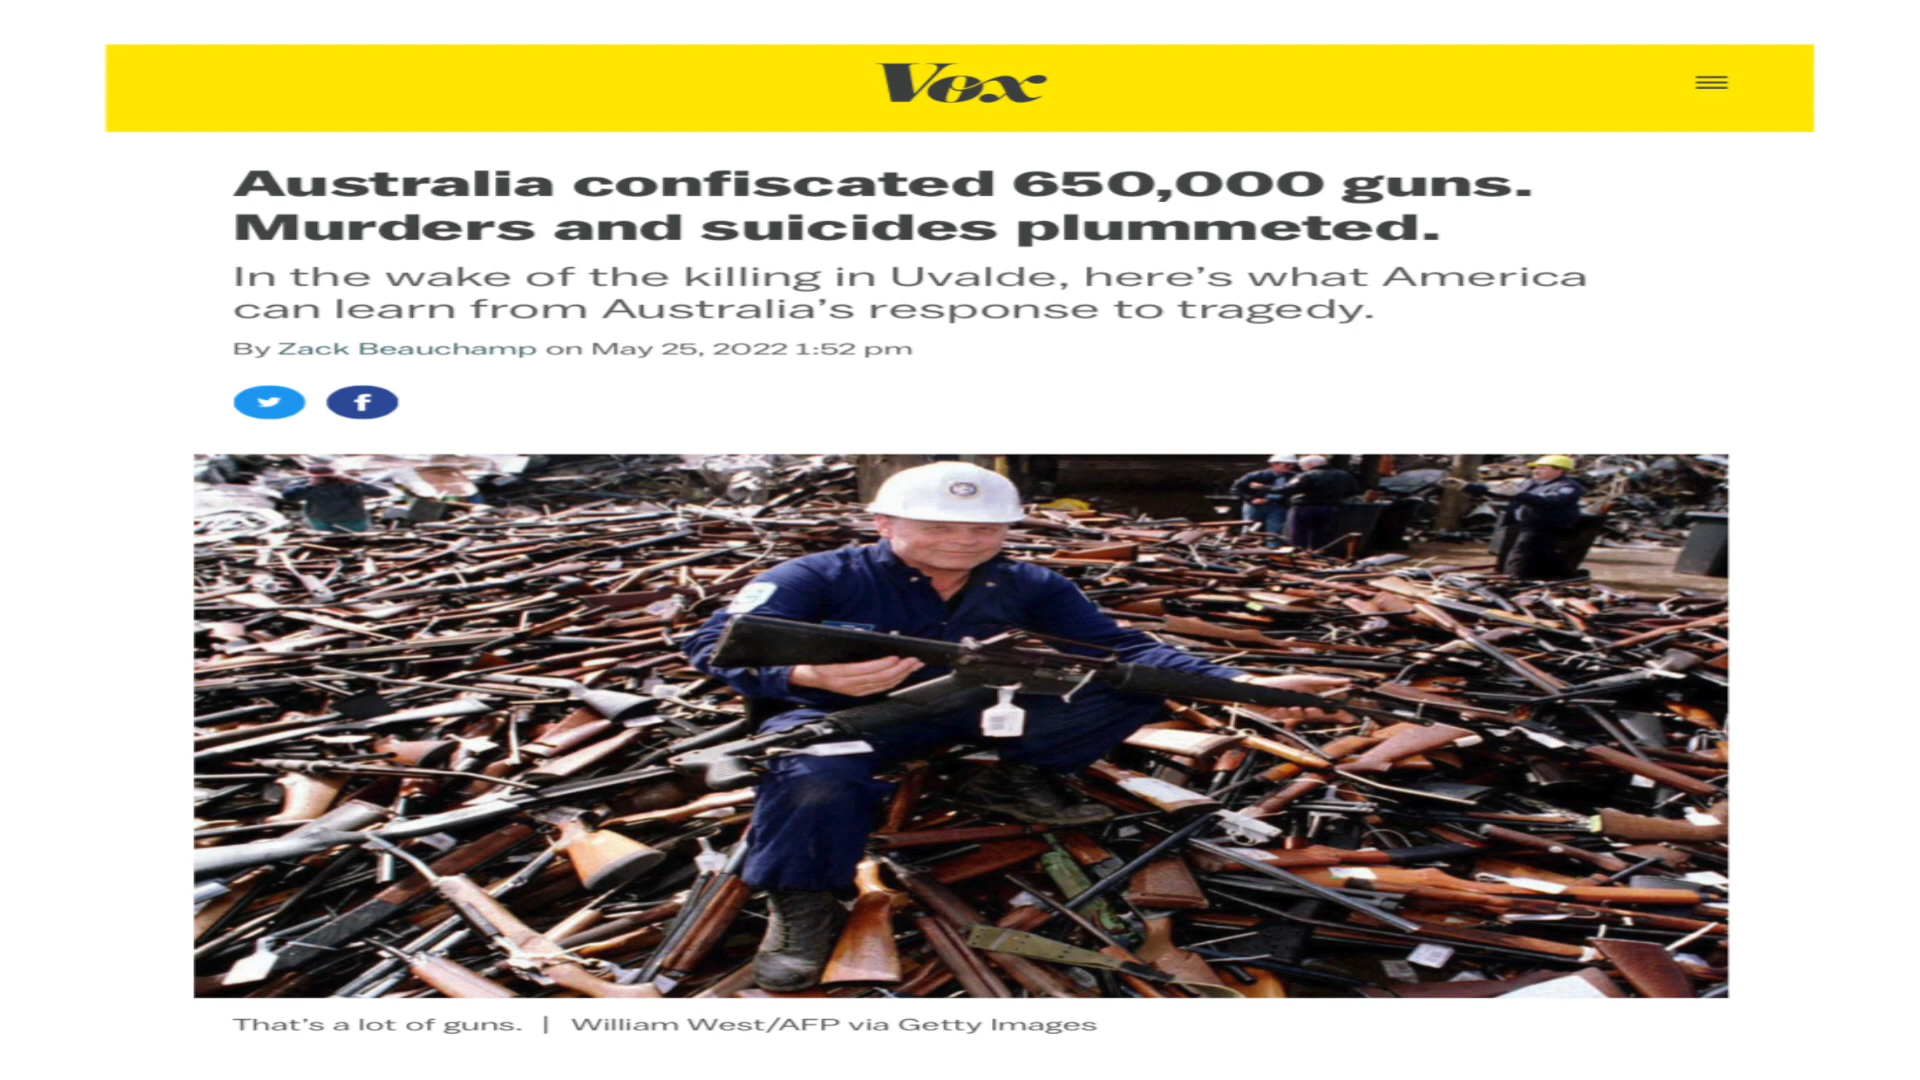 Vox
Australia confiscated 650,000 guns.
Murders and suicides plummeted.
In the wake of the killing in Uvalde, here's what America
can learn from Australia's response to tragedy.
By Zack Beauchamp on May 25, 2022 1:52 pm
That's a lot of guns. | William West/AFP via Getty Images